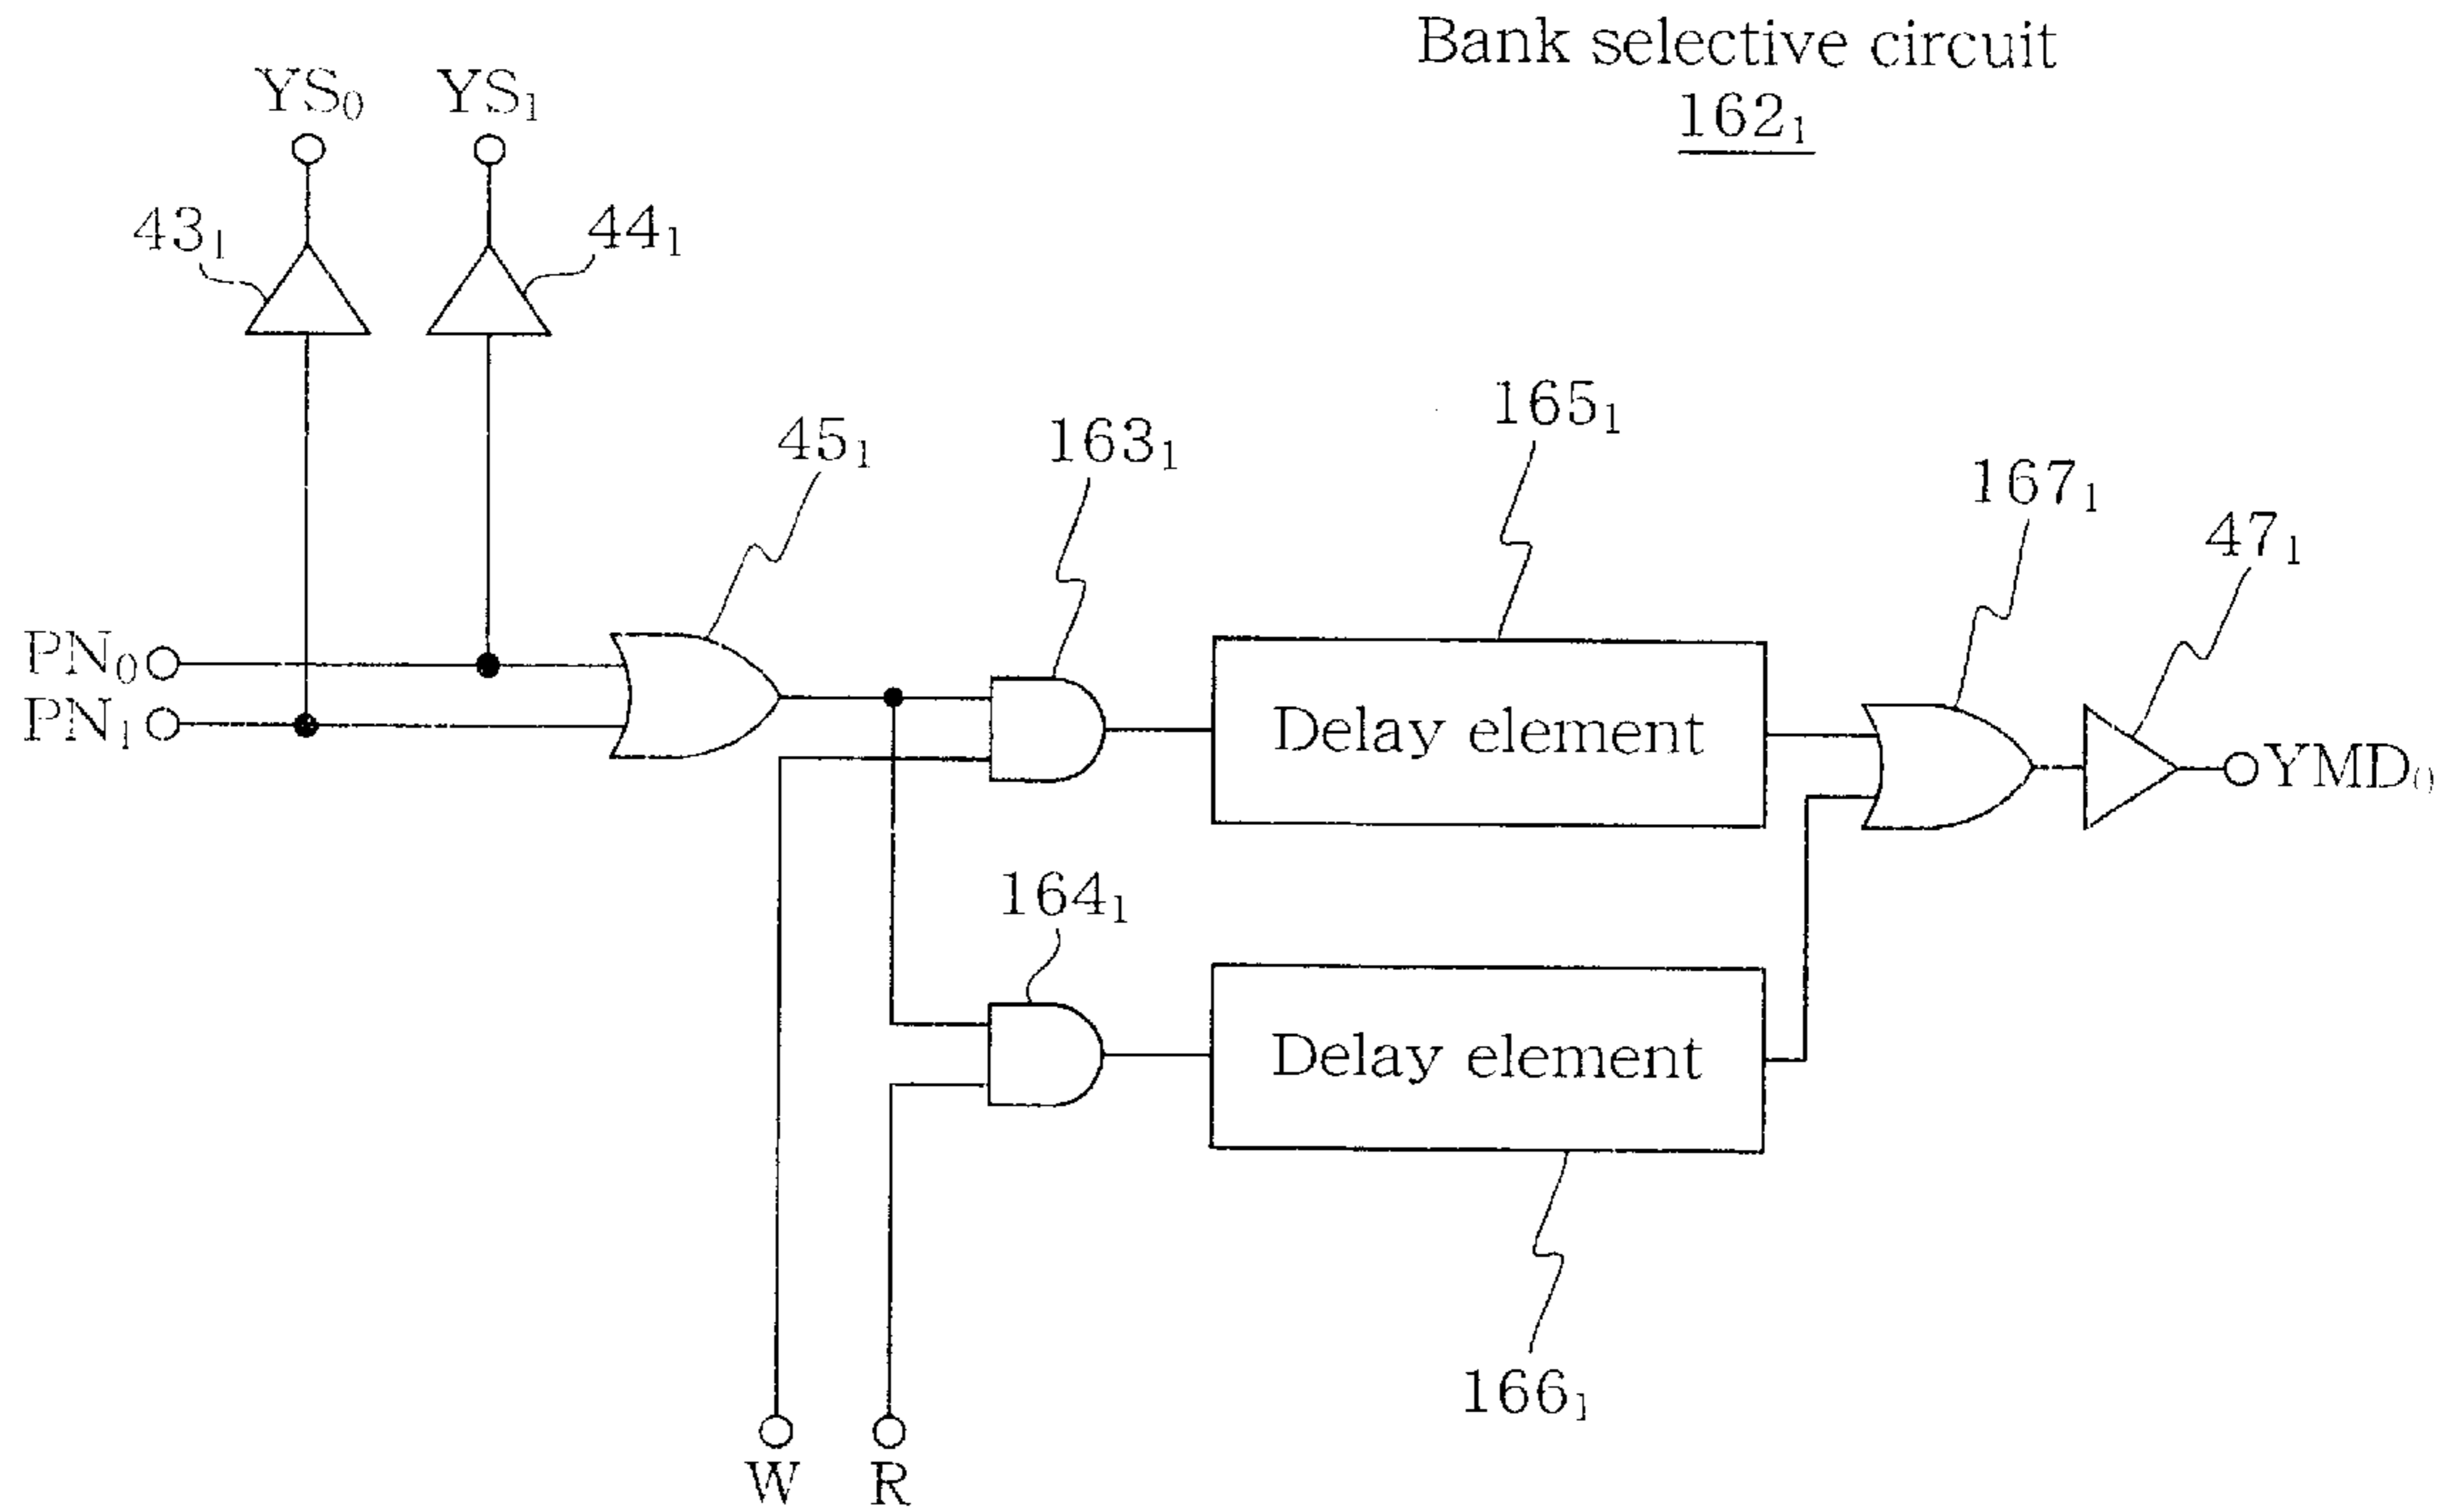 Bank selective circuit
162₁
YS₀ YS₁
43₁ 44₁
45₁ 163₁ 165₁ 167₁ 47₁
PN₀
PN₁
Delay element
YMD₀
164₁
Delay element
166₁
W R